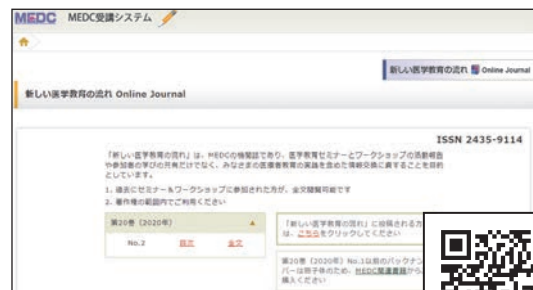 MEDC MEDC受講システム
新しい医学教育の流れ Online Journal
新しい医学教育の流れ Online Journal
ISSN 2435-9114
「新しい医学教育の流れ」は、MEDCの機関誌であり、医学教育セミナーとワークショップの活動報告
や参加者の学びの共有だけでなく、みなさまの医療者教育の実践を含めた情報交換に資することを目的
としています。
1. 過去にセミナー&ワークショップに参加された方が、全文閲覧可能です
2. 著作権の範囲内でご利用ください
第20巻（2020年） ▲
No.2 目次 全文
「新しい医学教育の流れ」に投稿される方
は、こちらをクリックしてください
第20巻（2020年）No.1以前のバックナン
バーは冊子体のため、MEDC関連書籍から
購入ください